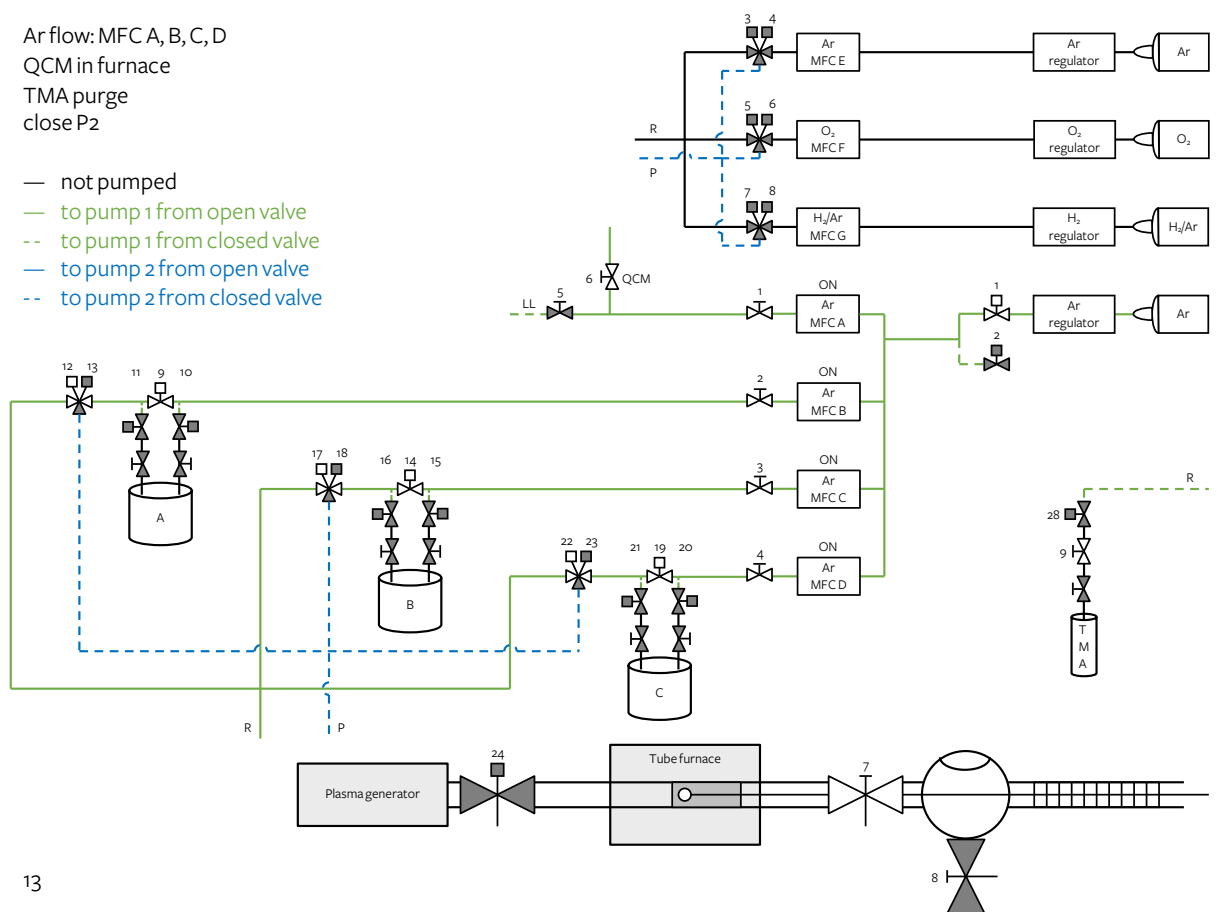 Ar flow: MFC A, B, C, D
QCM in furnace
TMA purge
close P2
— not pumped
— to pump 1 from open valve
-- to pump 1 from closed valve
— to pump 2 from open valve
-- to pump 2 from closed valve
3 4
Ar
MFC E
Ar
regulator
Ar
5 6
R
P
O₂
MFC F
O₂
regulator
O₂
7 8
H₂/Ar
MFC G
H₂
regulator
H₂/Ar
6 QCM
LL 5
1
ON
Ar
MFC A
1
Ar
regulator
Ar
2
12 13 11 9 10
2
ON
Ar
MFC B
A
17 18 16 14 15
3
ON
Ar
MFC C
B
R
28
9
T
M
A
22 23 21 19 20
4
ON
Ar
MFC D
C
R P
Plasma generator
24
Tube furnace
7
8
13